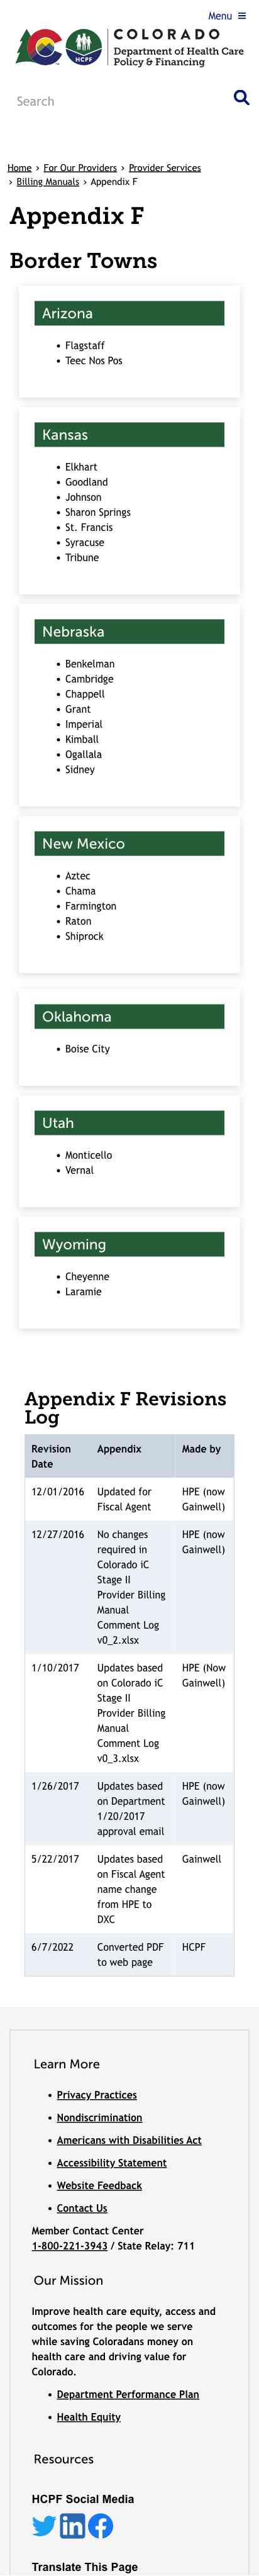 Menu
COLORADO
HCPF
Department of Health Care
Policy & Financing
Search
Home › For Our Providers › Provider Services
› Billing Manuals › Appendix F
Appendix F
Border Towns
Arizona
• Flagstaff
• Teec Nos Pos
Kansas
• Elkhart
• Goodland
• Johnson
• Sharon Springs
• St. Francis
• Syracuse
• Tribune
Nebraska
• Benkelman
• Cambridge
• Chappell
• Grant
• Imperial
• Kimball
• Ogallala
• Sidney
New Mexico
• Aztec
• Chama
• Farmington
• Raton
• Shiprock
Oklahoma
• Boise City
Utah
• Monticello
• Vernal
Wyoming
• Cheyenne
• Laramie
Appendix F Revisions
Log
Revision
Date
Appendix
Made by
12/01/2016
Updated for
Fiscal Agent
HPE (now
Gainwell)
12/27/2016
No changes
required in
Colorado iC
Stage II
Provider Billing
Manual
Comment Log
v0_2.xlsx
HPE (now
Gainwell)
1/10/2017
Updates based
on Colorado iC
Stage II
Provider Billing
Manual
Comment Log
v0_3.xlsx
HPE (Now
Gainwell)
1/26/2017
Updates based
on Department
1/20/2017
approval email
HPE (now
Gainwell)
5/22/2017
Updates based
on Fiscal Agent
name change
from HPE to
DXC
Gainwell
6/7/2022
Converted PDF
to web page
HCPF
Learn More
• Privacy Practices
• Nondiscrimination
• Americans with Disabilities Act
• Accessibility Statement
• Website Feedback
• Contact Us
Member Contact Center
1-800-221-3943 / State Relay: 711
Our Mission
Improve health care equity, access and
outcomes for the people we serve
while saving Coloradans money on
health care and driving value for
Colorado.
• Department Performance Plan
• Health Equity
Resources
HCPF Social Media
Translate This Page